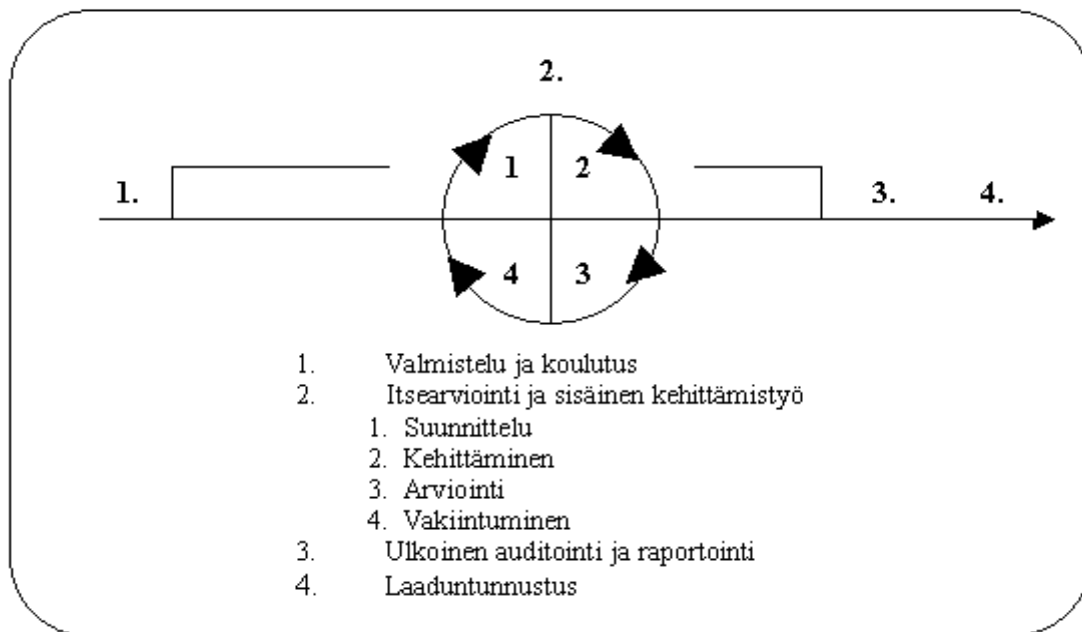 2.
1 2
1. 3. 4.
4 3
1. Valmistelu ja koulutus
2. Itsearviointi ja sisäinen kehittämistyö
1. Suunnittelu
2. Kehittäminen
3. Arviointi
4. Vakiintuminen
3. Ulkoinen auditointi ja raportointi
4. Laaduntunnustus